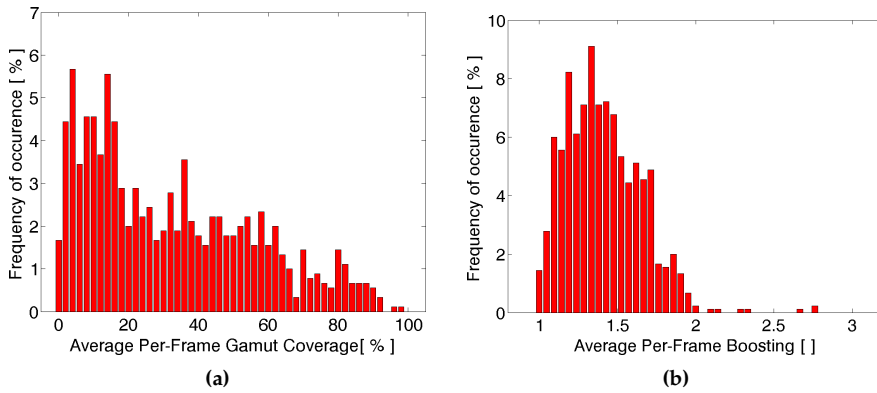 7
6
5
4
3
2
1
0
Frequency of occurence [ % ]
0 20 40 60 80 100
Average Per-Frame Gamut Coverage[ % ]
(a)
10
8
6
4
2
0
Frequency of occurence [ % ]
1 1.5 2 2.5 3
Average Per-Frame Boosting [ ]
(b)